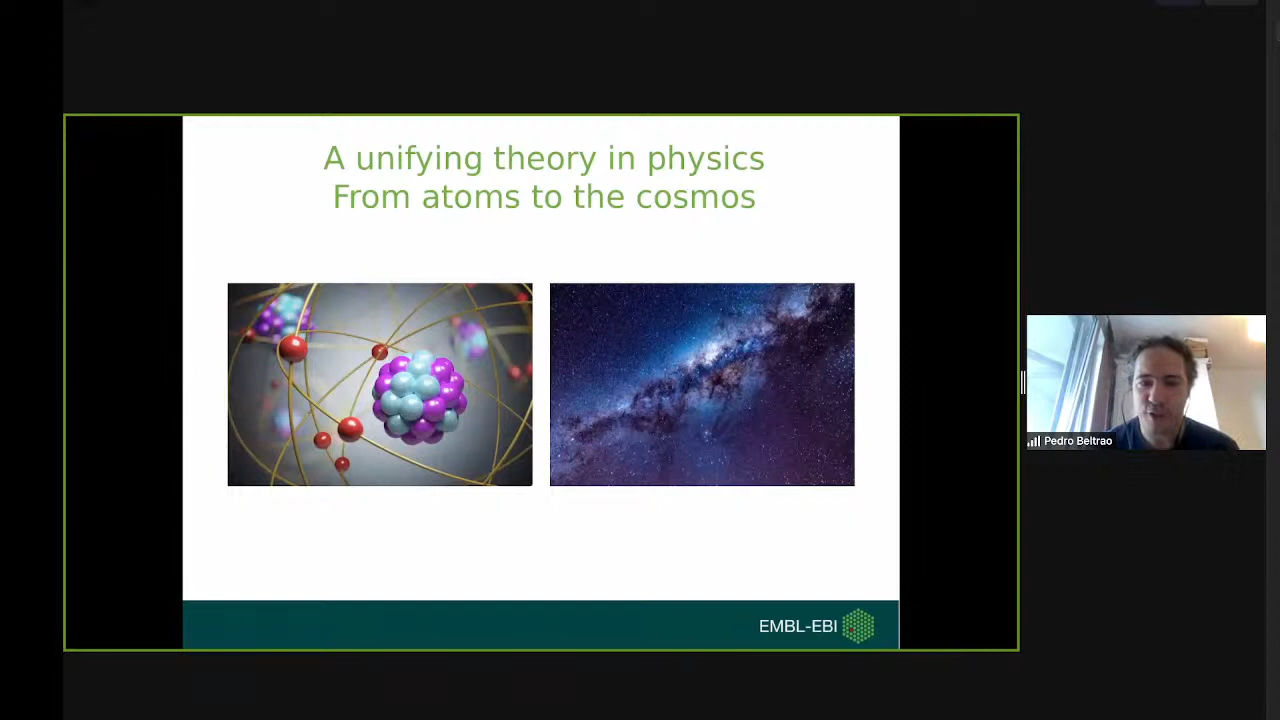 A unifying theory in physics
From atoms to the cosmos
Pedro Beltrao
EMBL-EBI